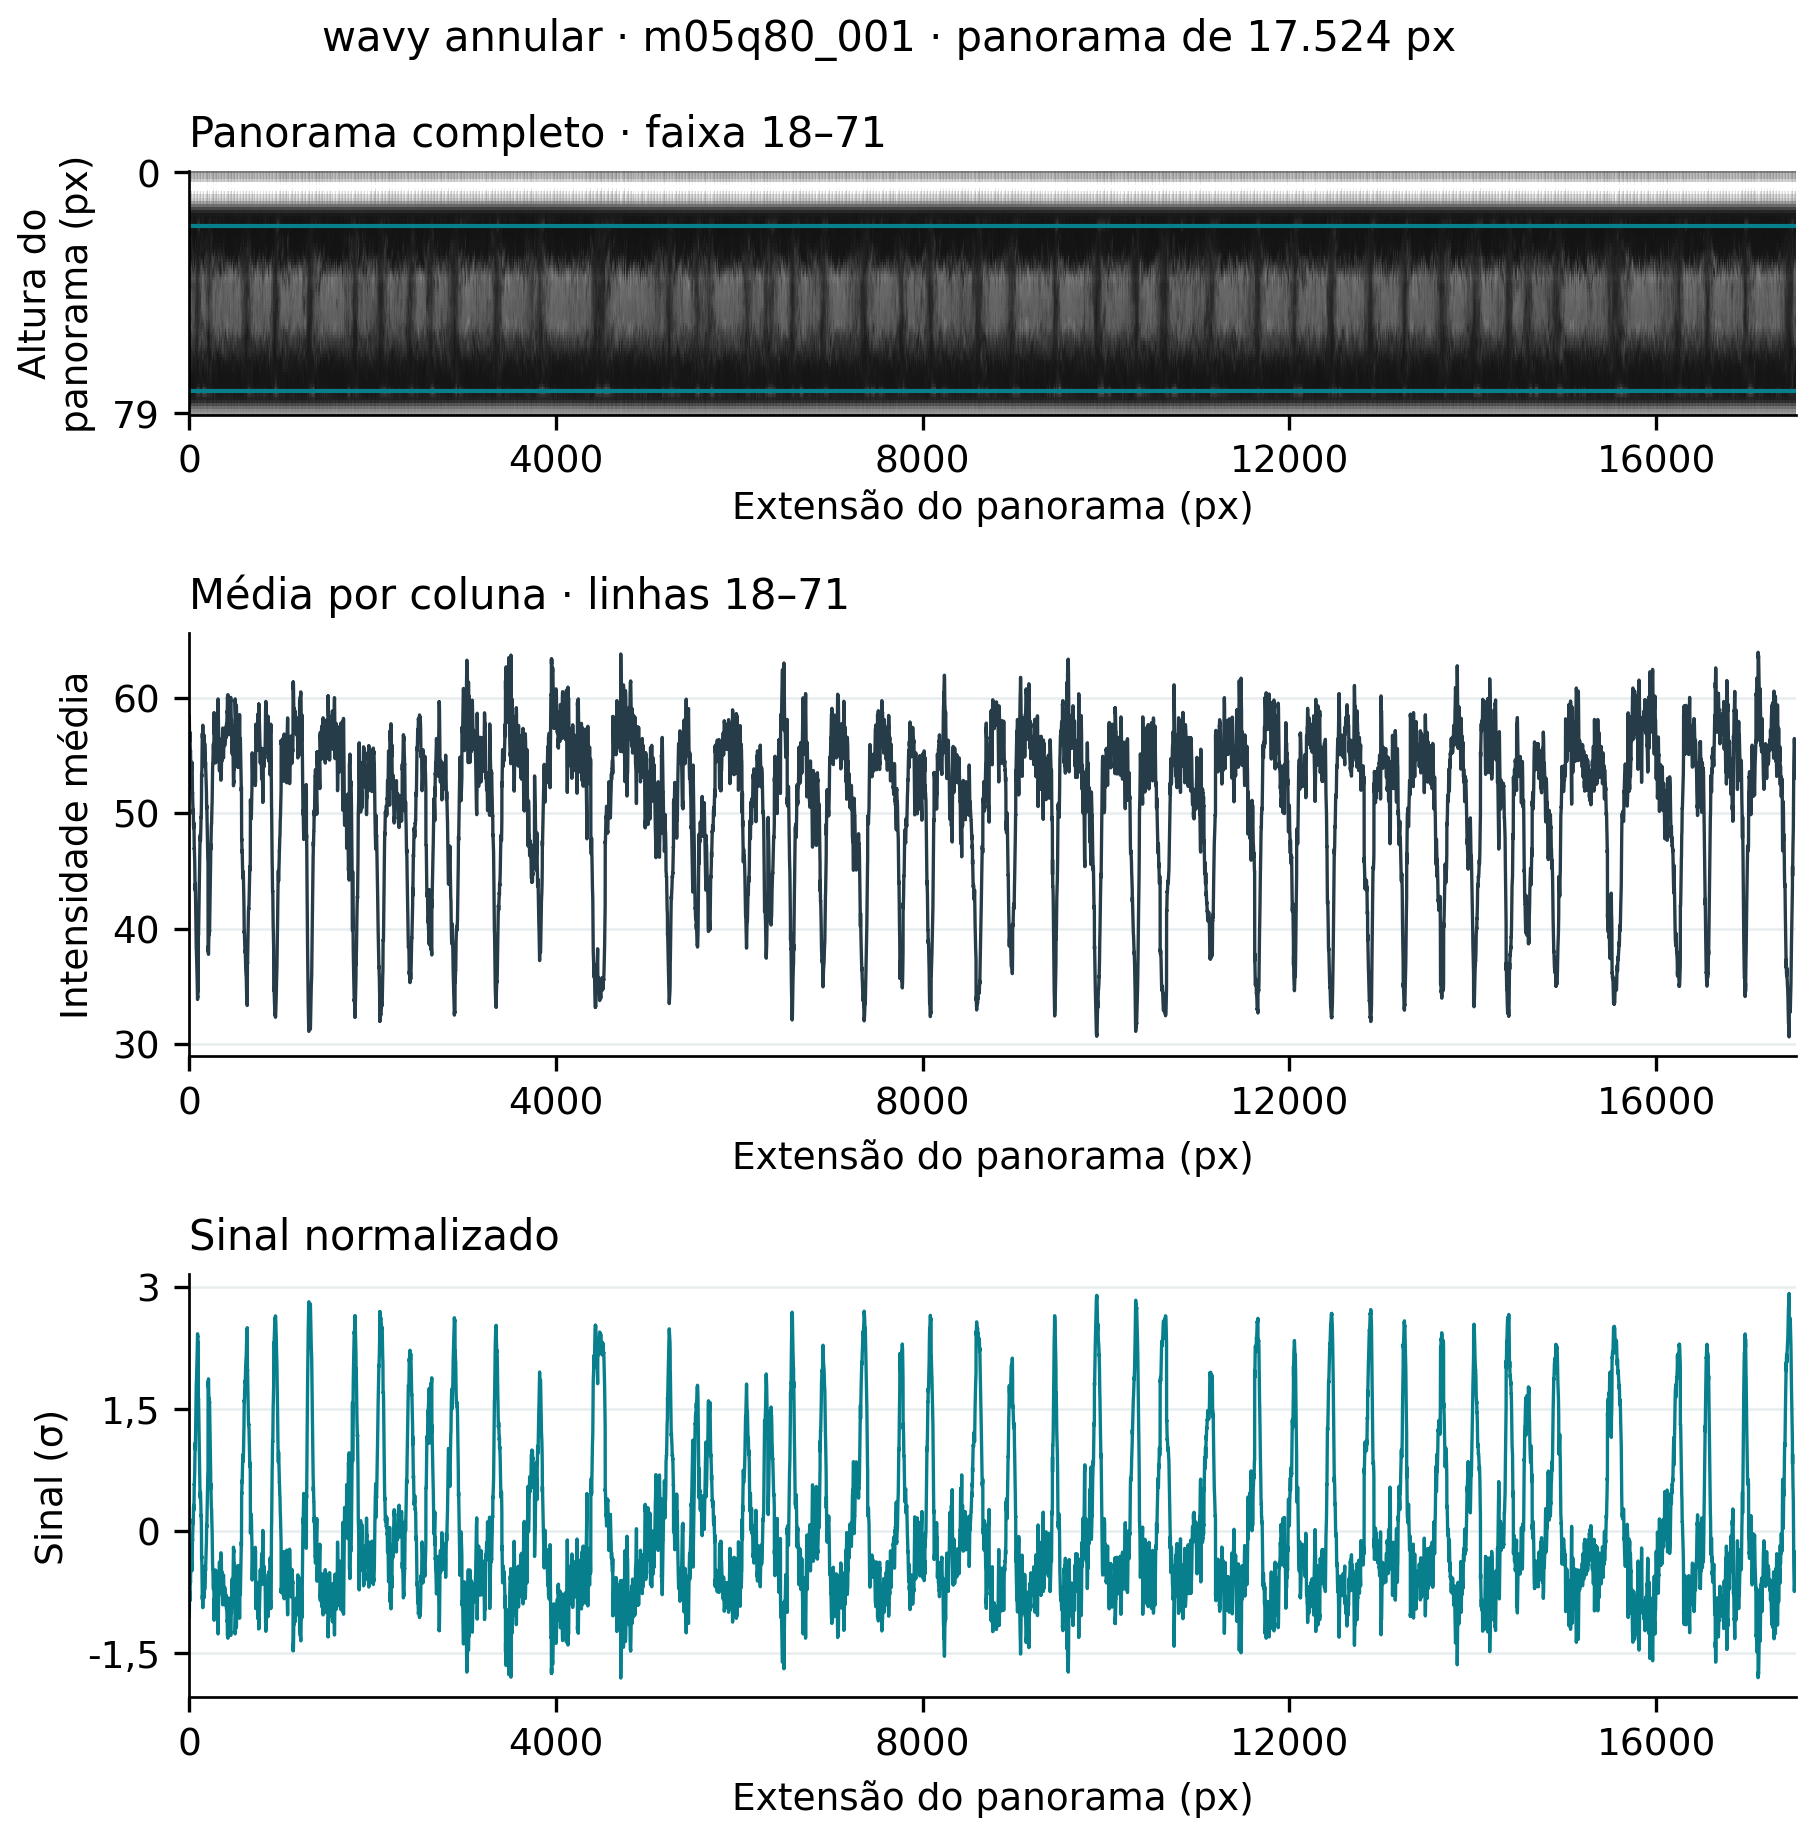 wavy annular · m05q80_001 · panorama de 17.524 px
Panorama completo · faixa 18–71
Altura do
panorama (px)
0
79
0 4000 8000 12000 16000
Extensão do panorama (px)
Média por coluna · linhas 18–71
Intensidade média
60
50
40
30
0 4000 8000 12000 16000
Extensão do panorama (px)
Sinal normalizado
Sinal (σ)
3
1,5
0
-1,5
0 4000 8000 12000 16000
Extensão do panorama (px)